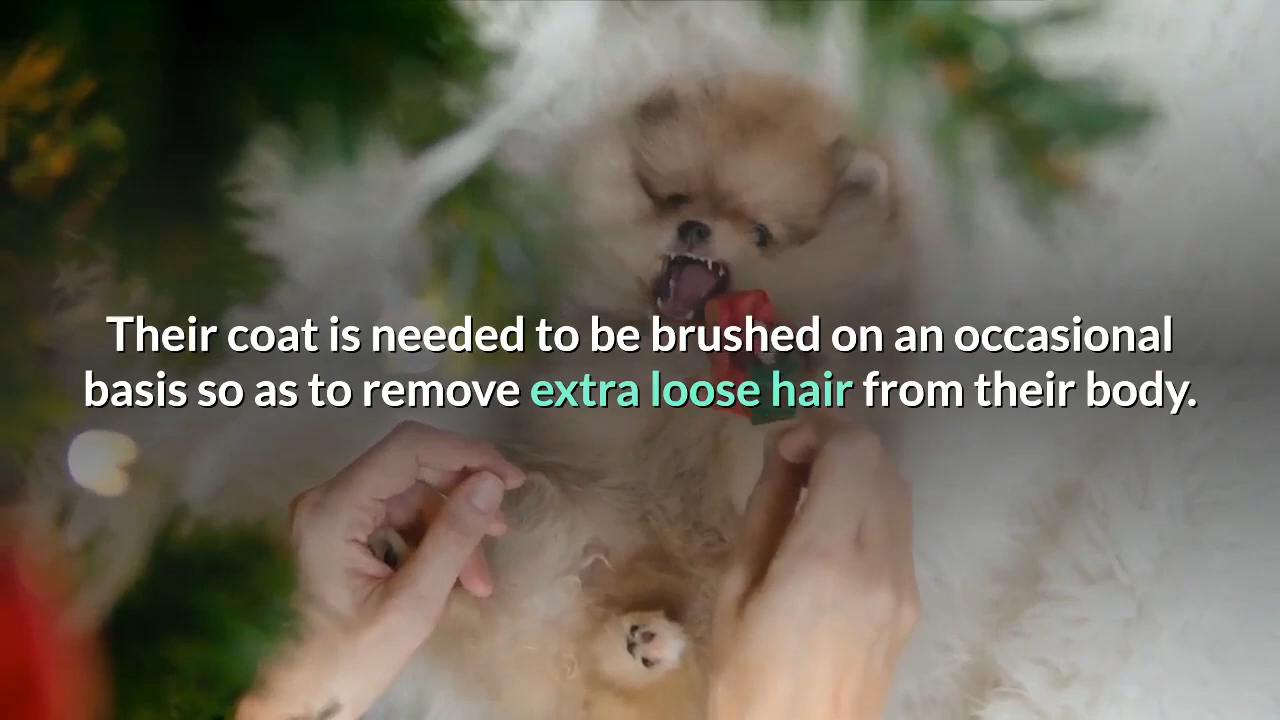 Their coat is needed to be brushed on an occasional
basis so as to remove extra loose hair from their body.